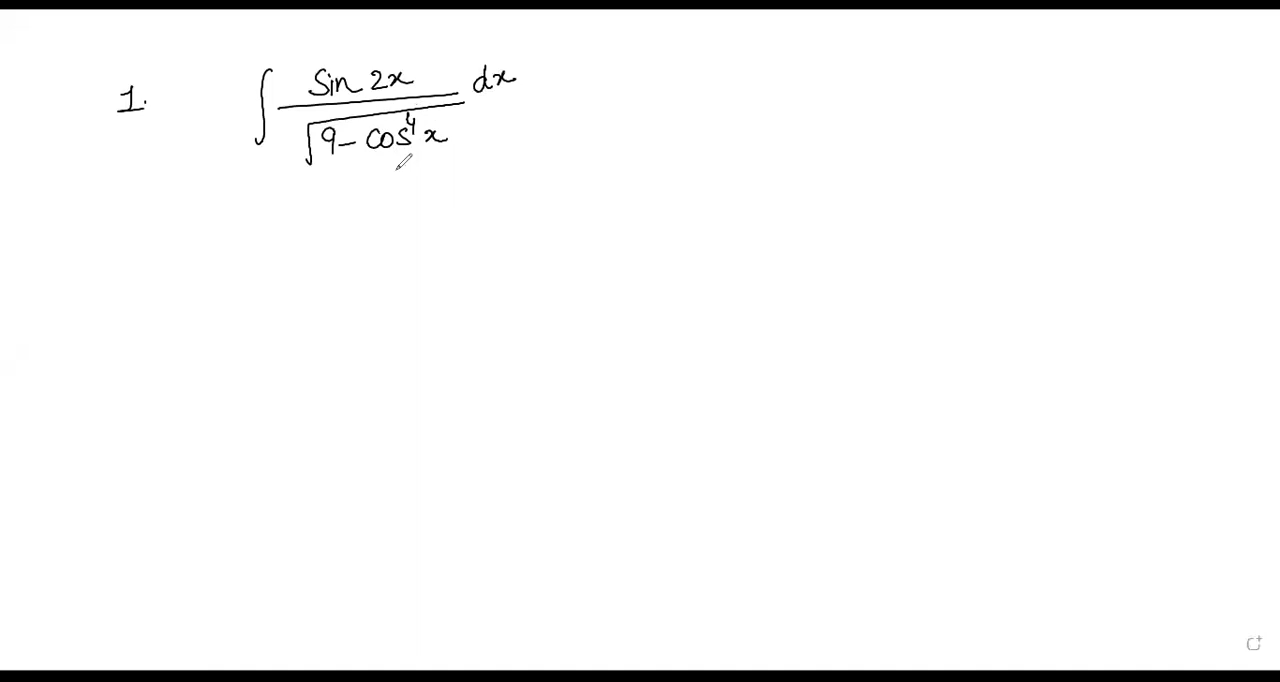 1. ∫ Sin 2x / √(9 - cos⁴x) dx